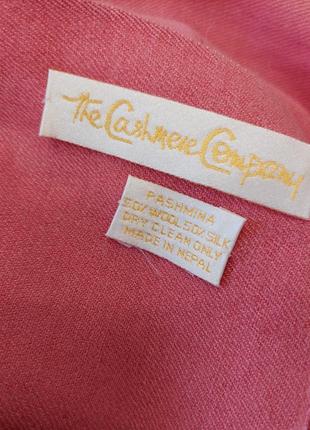 The Cashmere Company
PASHMINA
50% WOOL 50% SILK
DRY CLEAN ONLY
MADE IN NEPAL